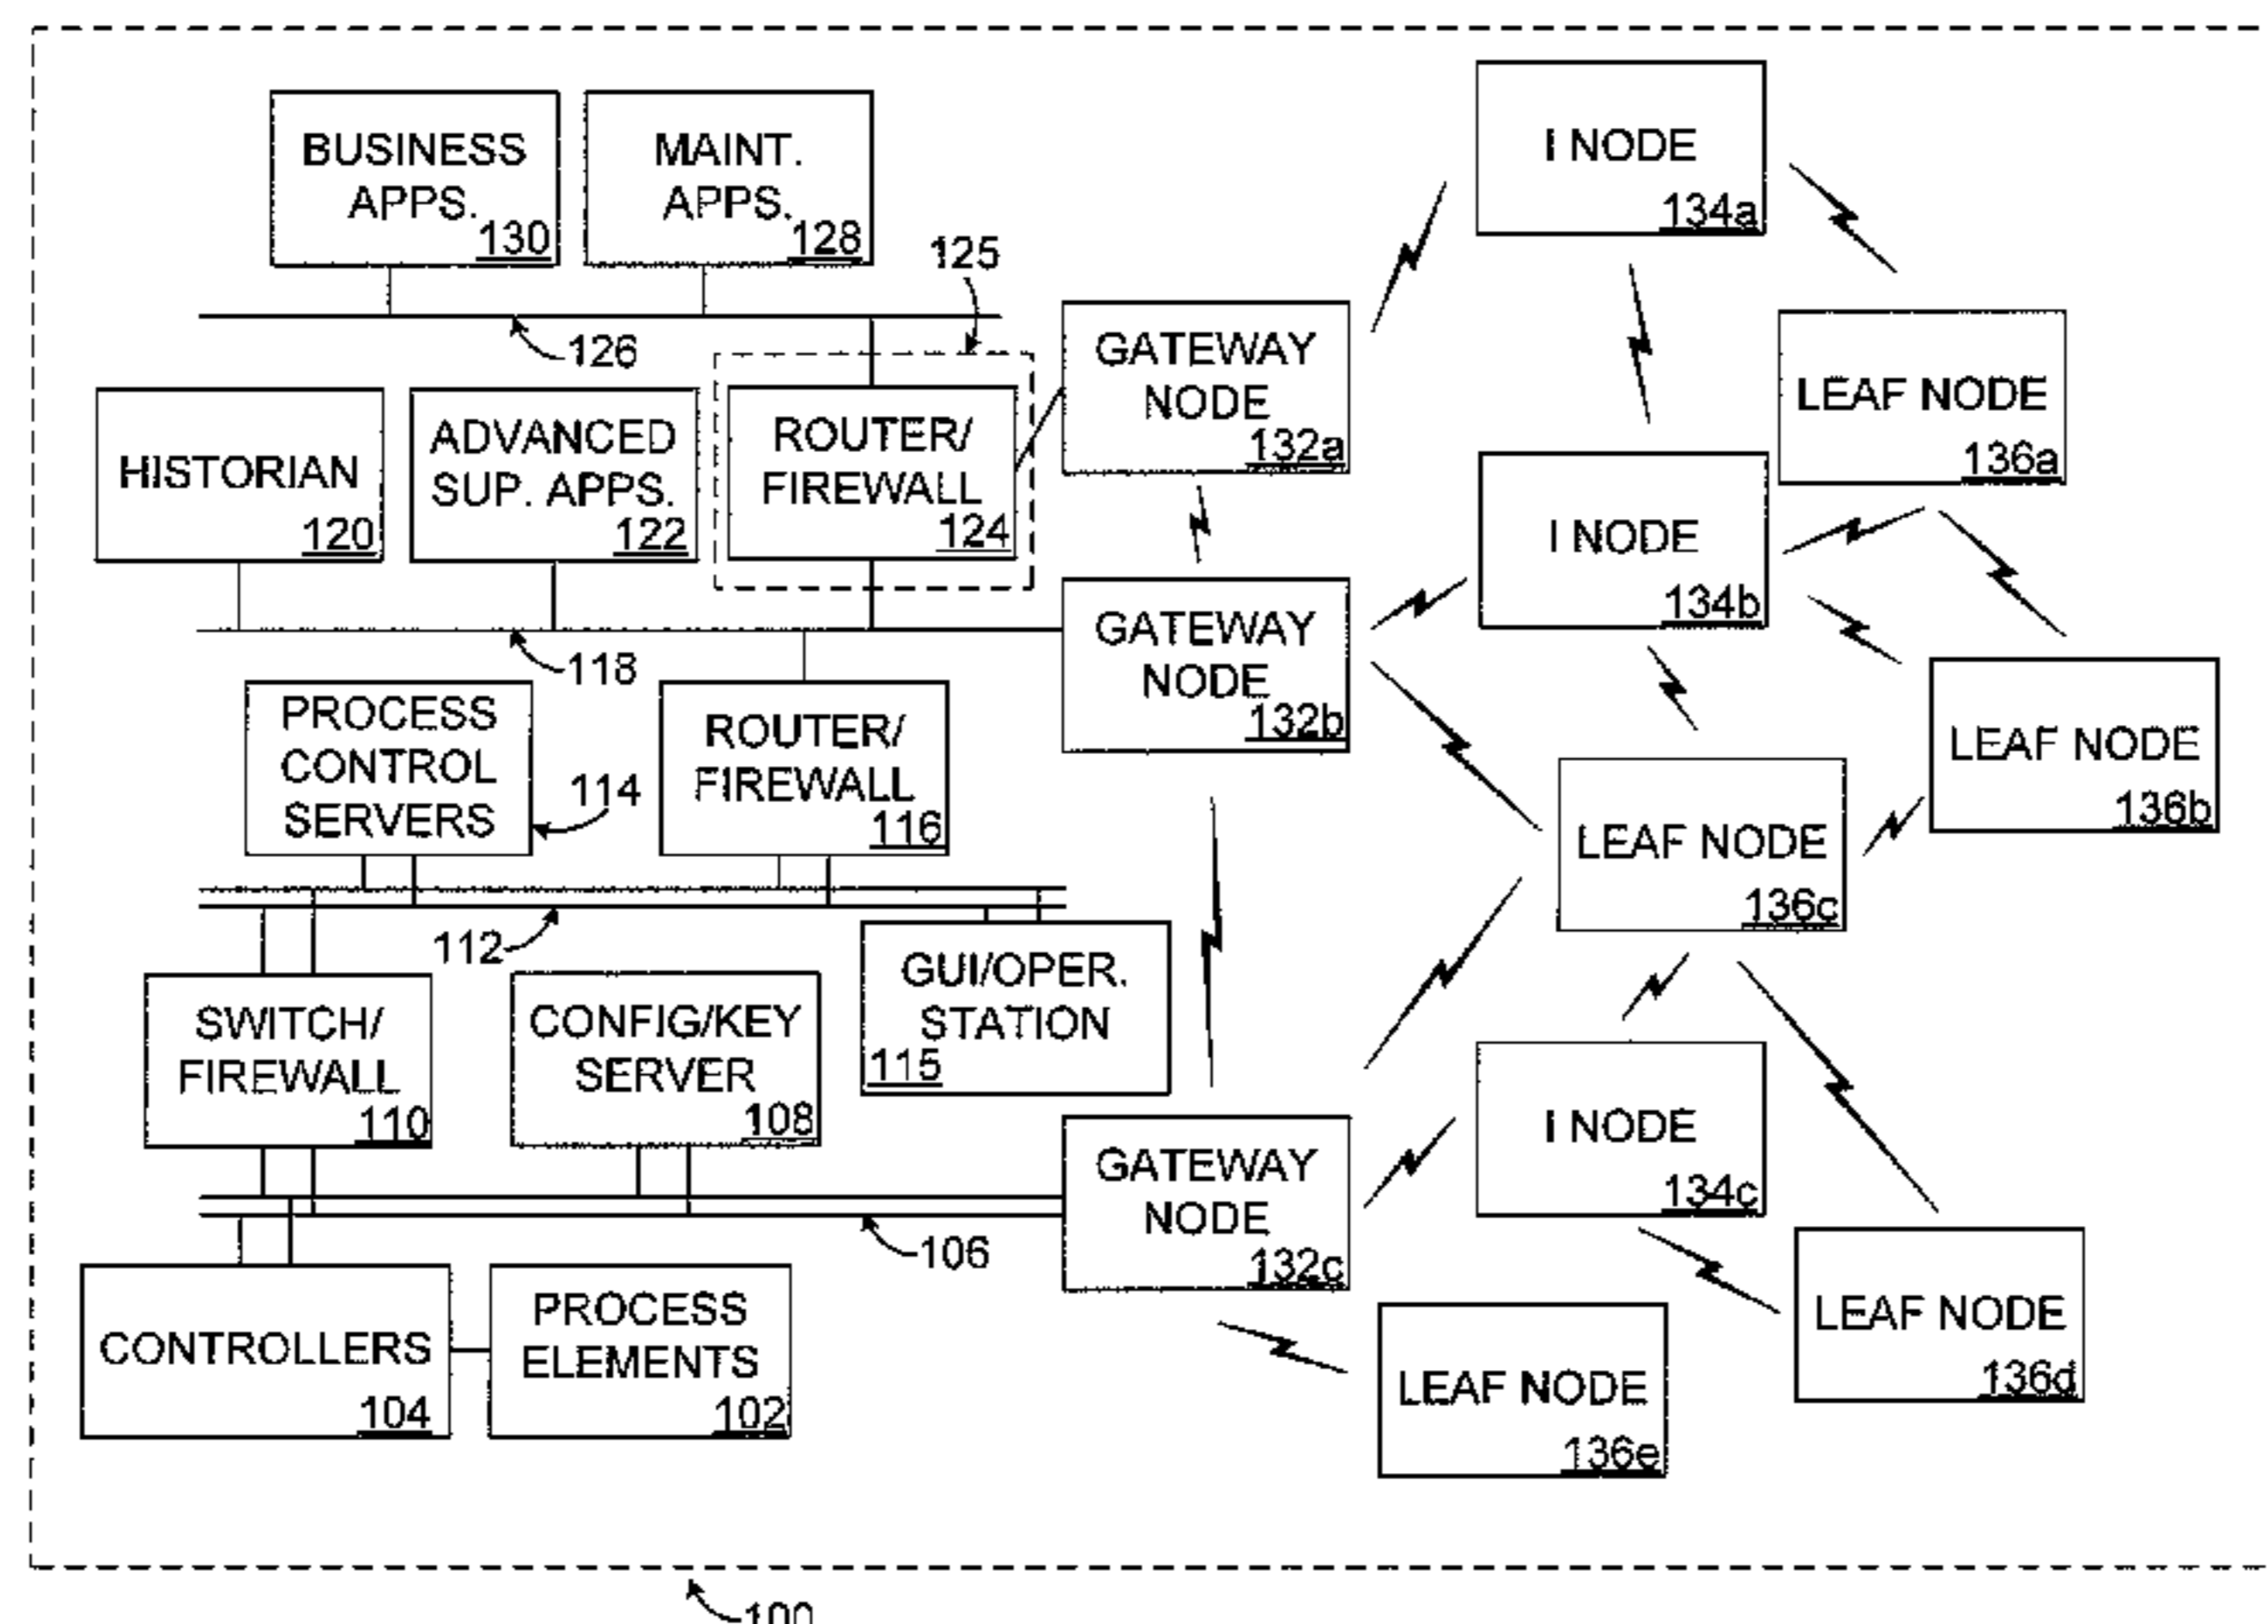 BUSINESS
APPS.
130
MAINT.
APPS.
128
125
126
HISTORIAN
120
ADVANCED
SUP. APPS.
122
ROUTER/
FIREWALL
124
118
PROCESS
CONTROL
SERVERS
114
ROUTER/
FIREWALL
116
112
GUI/OPER.
STATION
115
SWITCH/
FIREWALL
110
CONFIG/KEY
SERVER
108
106
CONTROLLERS
104
PROCESS
ELEMENTS
102
GATEWAY
NODE
132a
GATEWAY
NODE
132b
GATEWAY
NODE
132c
I NODE
134a
LEAF NODE
136a
I NODE
134b
LEAF NODE
136b
LEAF NODE
136c
I NODE
134c
LEAF NODE
136d
LEAF NODE
136e
100